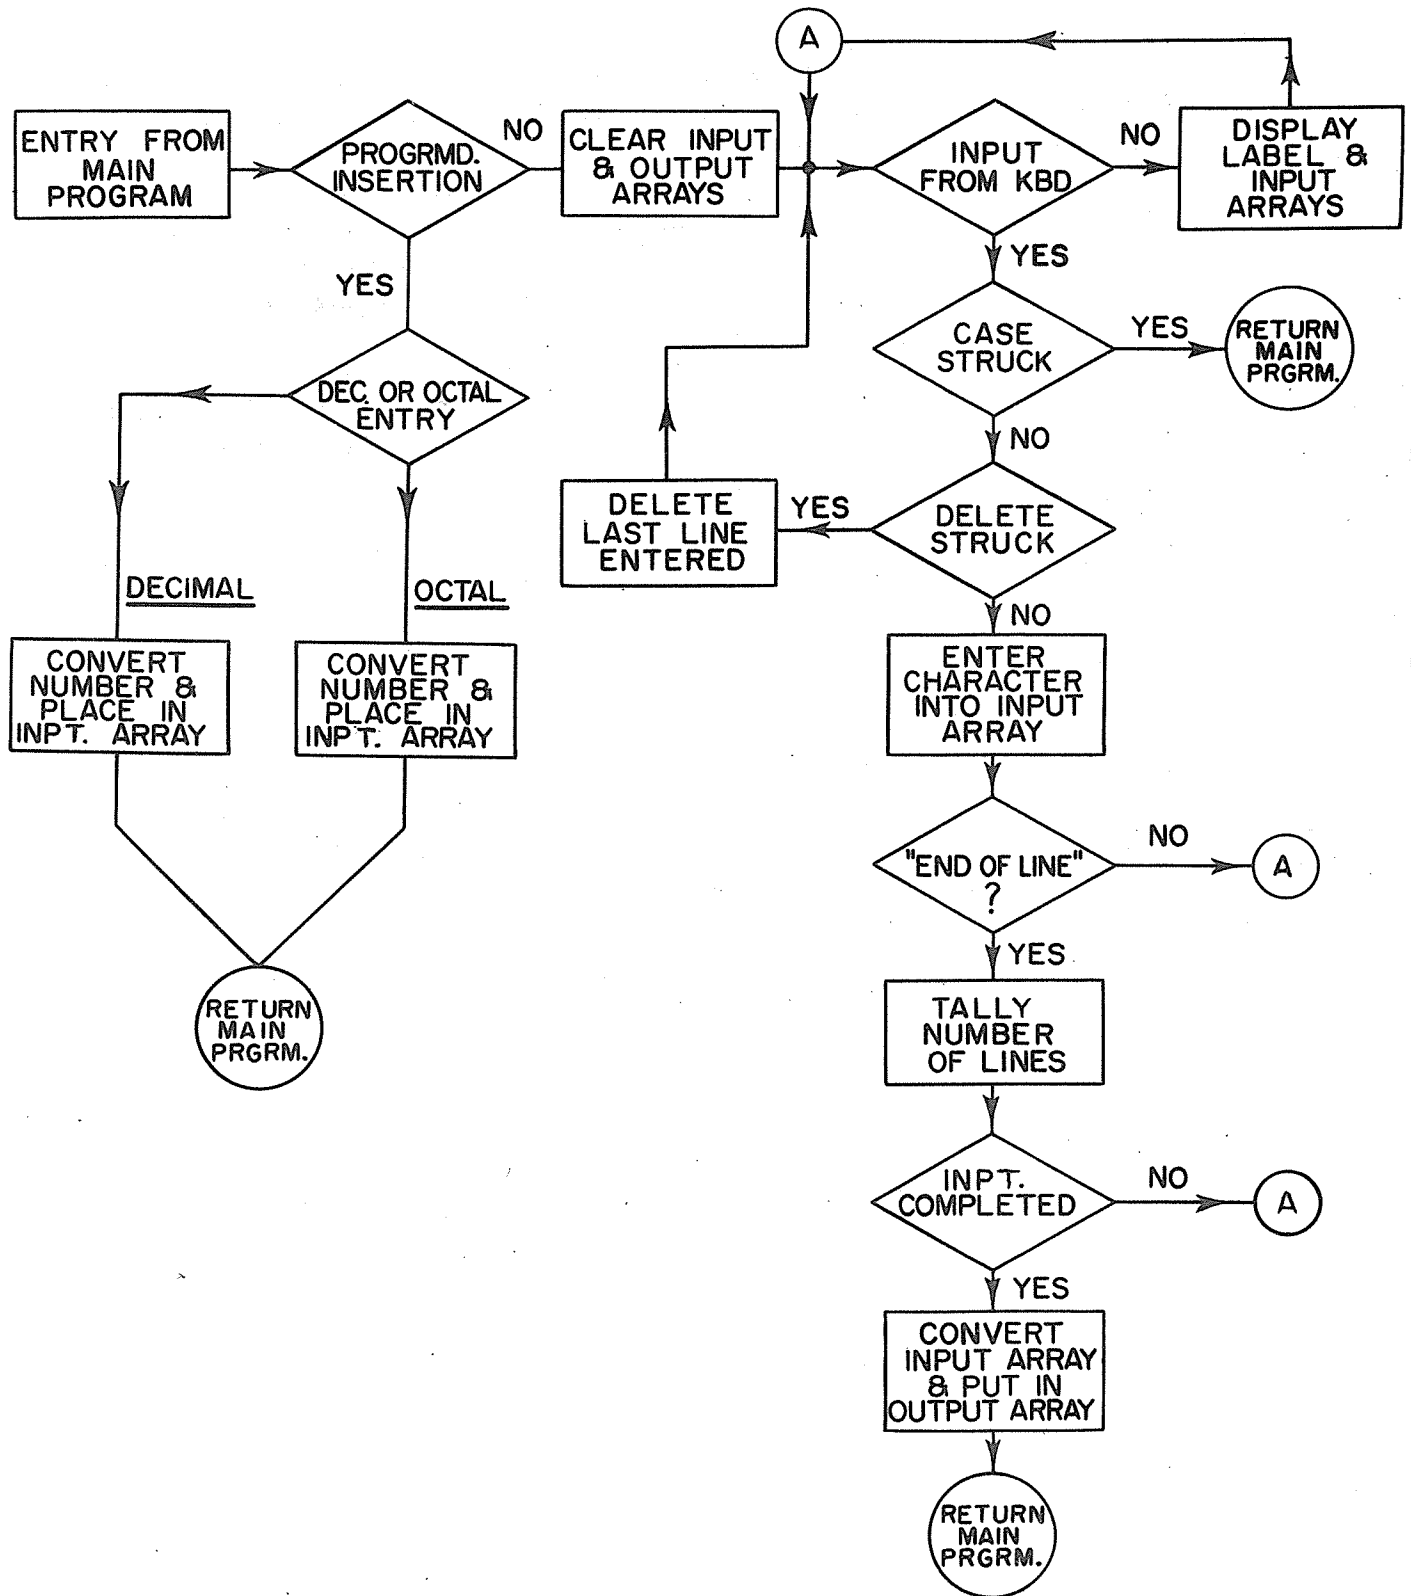 A
ENTRY FROM
MAIN
PROGRAM
PROGRMD.
INSERTION
NO
CLEAR INPUT
& OUTPUT
ARRAYS
INPUT
FROM KBD
NO
DISPLAY
LABEL &
INPUT
ARRAYS
YES
YES
DEC. OR OCTAL
ENTRY
CASE
STRUCK
YES
RETURN
MAIN
PRGRM.
NO
DELETE
LAST LINE
ENTERED
YES
DELETE
STRUCK
NO
DECIMAL
OCTAL
CONVERT
NUMBER &
PLACE IN
INPT. ARRAY
CONVERT
NUMBER &
PLACE IN
INPT. ARRAY
RETURN
MAIN
PRGRM.
ENTER
CHARACTER
INTO INPUT
ARRAY
"END OF LINE"
?
NO
A
YES
TALLY
NUMBER
OF LINES
INPT.
COMPLETED
NO
A
YES
CONVERT
INPUT ARRAY
& PUT IN
OUTPUT ARRAY
RETURN
MAIN
PRGRM.